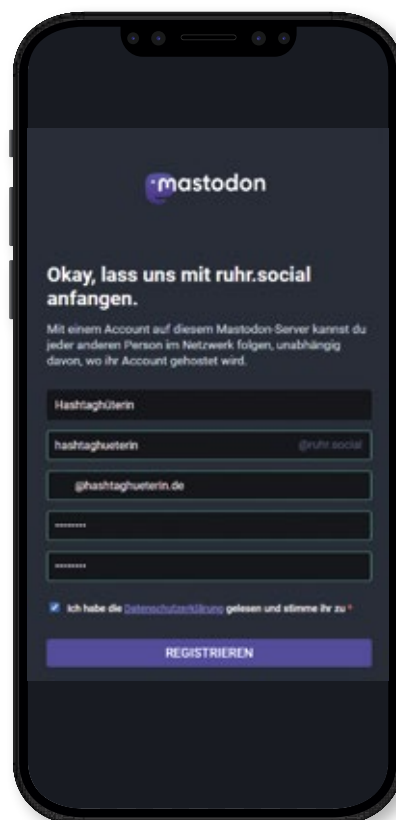 mastodon
Okay, lass uns mit ruhr.social
anfangen.
Mit einem Account auf diesem Mastodon-Server kannst du
jeder anderen Person im Netzwerk folgen, unabhängig
davon, wo ihr Account gehostet wird.
Hashtaghüterin
hashtaghueterin @ruhr.social
@hashtaghueterin.de
Ich habe die Datenschutzerklärung gelesen und stimme ihr zu *
REGISTRIEREN